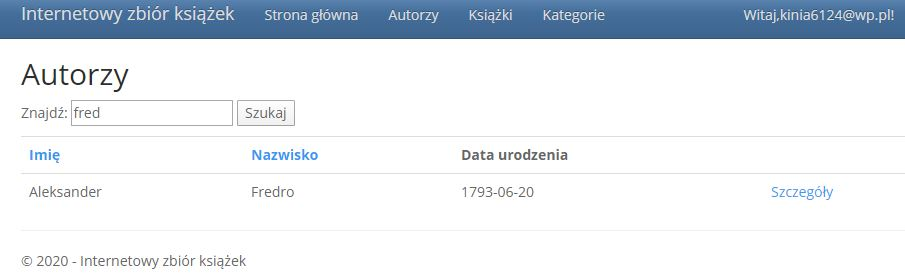 Internetowy zbiór książek Strona główna Autorzy Książki Kategorie Witaj,kinia6124@wp.pl!
Autorzy
Znajdź: fred Szukaj
Imię Nazwisko Data urodzenia
Aleksander Fredro 1793-06-20 Szczegóły
© 2020 - Internetowy zbiór książek